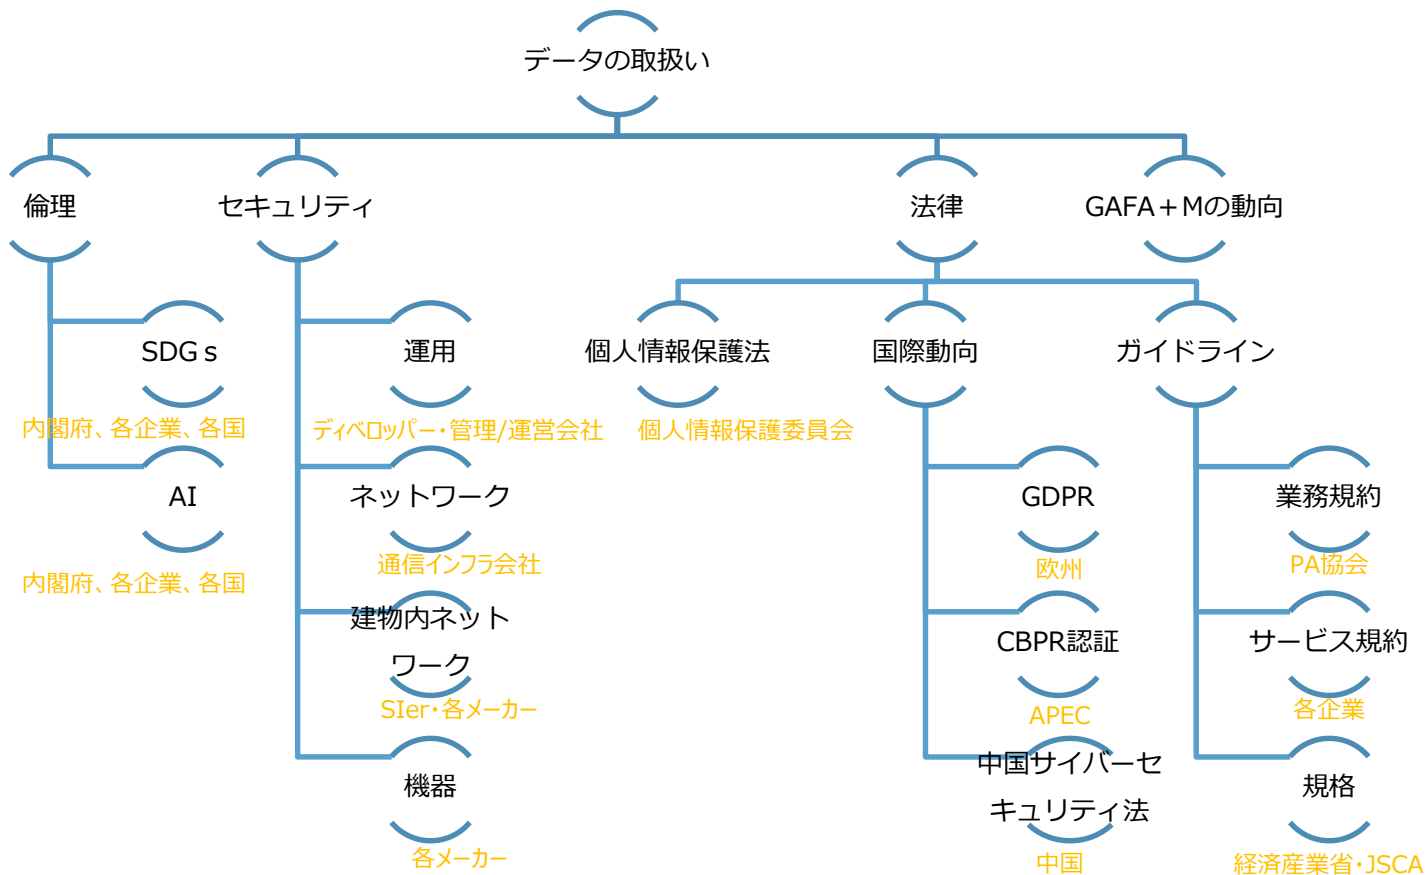 データの取扱い
倫理
セキュリティ
法律
GAFA＋Mの動向
SDGｓ
運用
個人情報保護法
国際動向
ガイドライン
内閣府、各企業、各国
ディベロッパー・管理/運営会社
個人情報保護委員会
AI
ネットワーク
GDPR
業務規約
内閣府、各企業、各国
通信インフラ会社
欧州
PA協会
建物内ネット
ワーク
CBPR認証
サービス規約
SIer・各メーカー
APEC
各企業
機器
中国サイバーセ
キュリティ法
規格
各メーカー
中国
経済産業省・JSCA